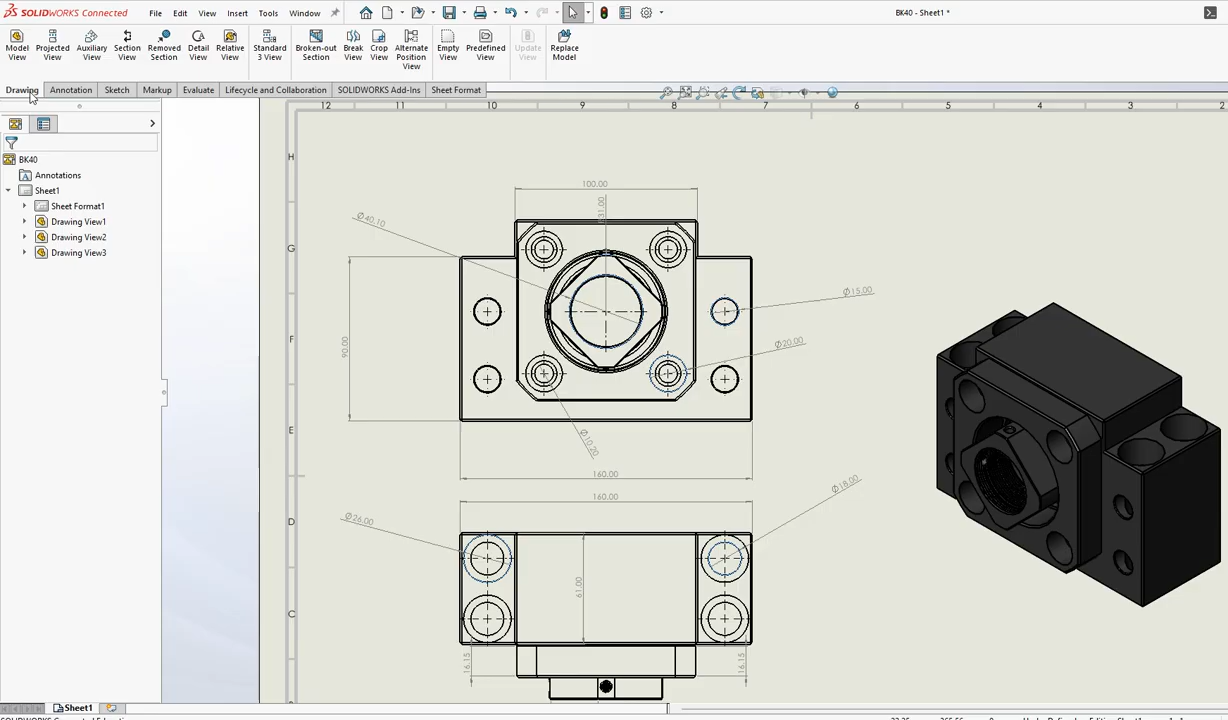 SOLIDWORKS Connected File Edit View Insert Tools Window BK40 - Sheet1 *
Model View
Projected View
Auxiliary View
Section View
Removed Section
Detail View
Relative View
Standard 3 View
Broken-out Section
Break View
Crop View
Alternate Position View
Empty View
Predefined View
Update View
Replace Model
Drawing Annotation Sketch Markup Evaluate Lifecycle and Collaboration SOLIDWORKS Add-Ins Sheet Format
12 11 10 9 8 7 6 5 4 3 2
BK40
Annotations
Sheet1
Sheet Format1
Drawing View1
Drawing View2
Drawing View3
H
G
F
E
D
C
100.00
Ø40.10
Ø15.00
90.00
Ø20.00
Ø10.20
160.00
160.00
Ø18.00
Ø26.00
61.00
16.15
16.15
Sheet1